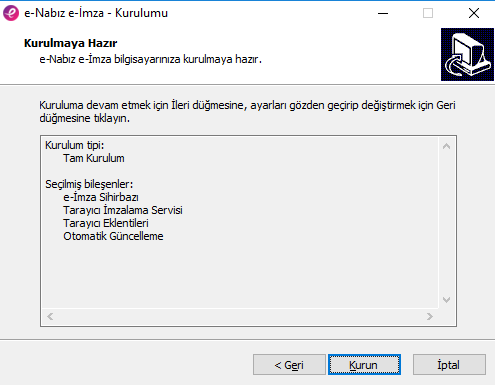 e-Nabız e-İmza - Kurulumu
Kurulmaya Hazır
e-Nabız e-İmza bilgisayarınıza kurulmaya hazır.
Kuruluma devam etmek için İleri düğmesine, ayarları gözden geçirip değiştirmek için Geri
düğmesine tıklayın.
Kurulum tipi:
Tam Kurulum
Seçilmiş bileşenler:
e-İmza Sihirbazı
Tarayıcı İmzalama Servisi
Tarayıcı Eklentileri
Otomatik Güncelleme
< Geri
Kurun
İptal